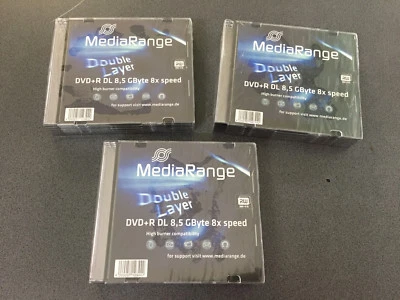 MediaRange
Double
Layer
DVD+R DL 8,5 GByte 8x speed
High burner compatibility
for support visit www.mediarange.de
MediaRange
Double
Layer
DVD+R DL 8,5 GByte 8x speed
High burner compatibility
for support visit www.mediarange.de
MediaRange
Double
Layer
DVD+R DL 8,5 GByte 8x speed
High burner compatibility
for support visit www.mediarange.de